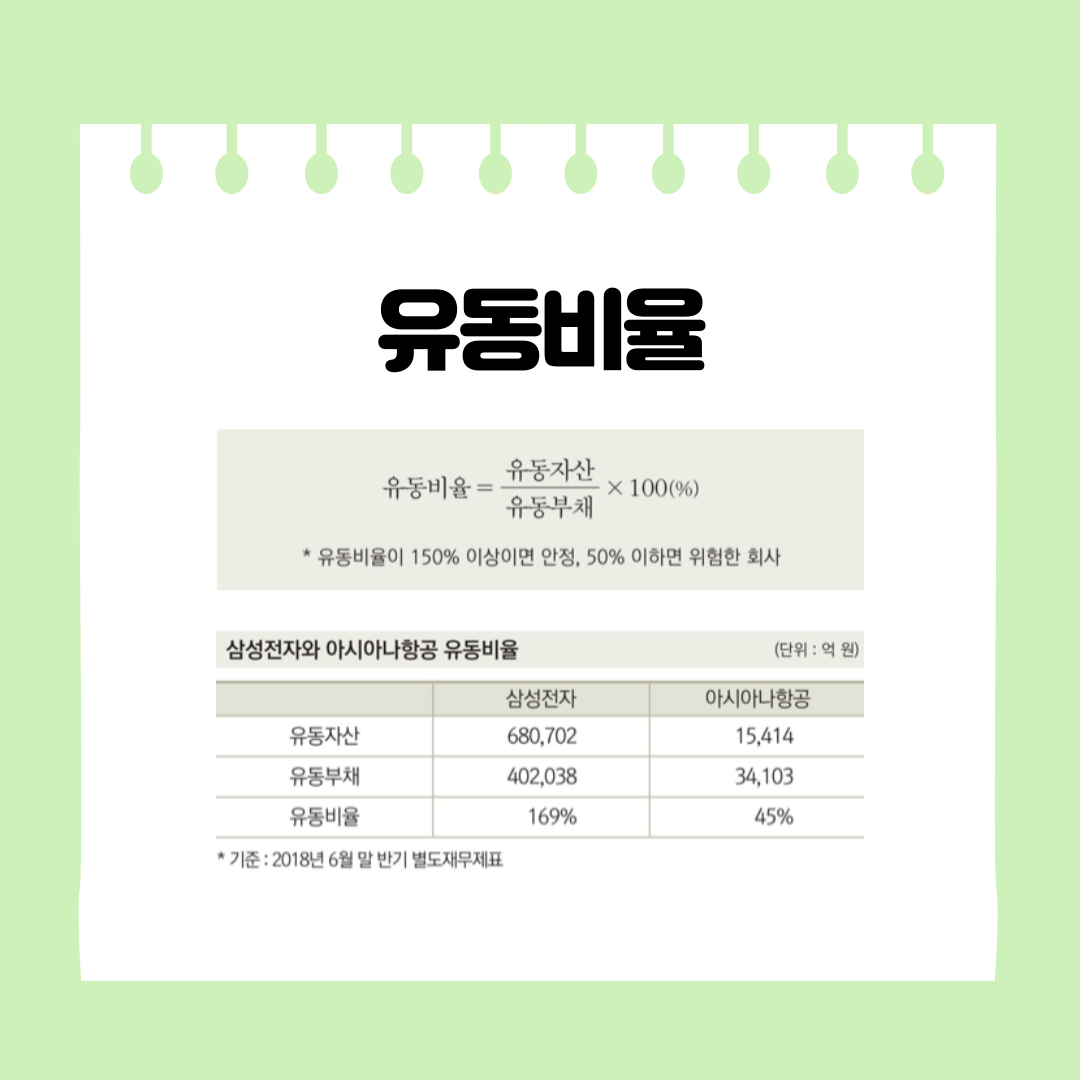 유동비율
유동비율 = 유동자산 / 유동부채 × 100(%)
* 유동비율이 150% 이상이면 안정, 50% 이하면 위험한 회사
삼성전자와 아시아나항공 유동비율 (단위 : 억 원)
삼성전자 아시아나항공
유동자산 680,702 15,414
유동부채 402,038 34,103
유동비율 169% 45%
* 기준 : 2018년 6월 말 반기 별도재무제표